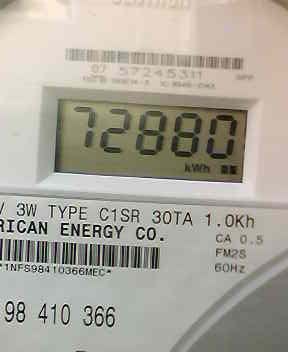 07 57245311
APP
72880
kWh
V 3W TYPE C1SR 30TA 1.0Kh
RICAN ENERGY CO.
CA 0.5
FM2S
60Hz
*1NFS98410366MEC*
98 410 366